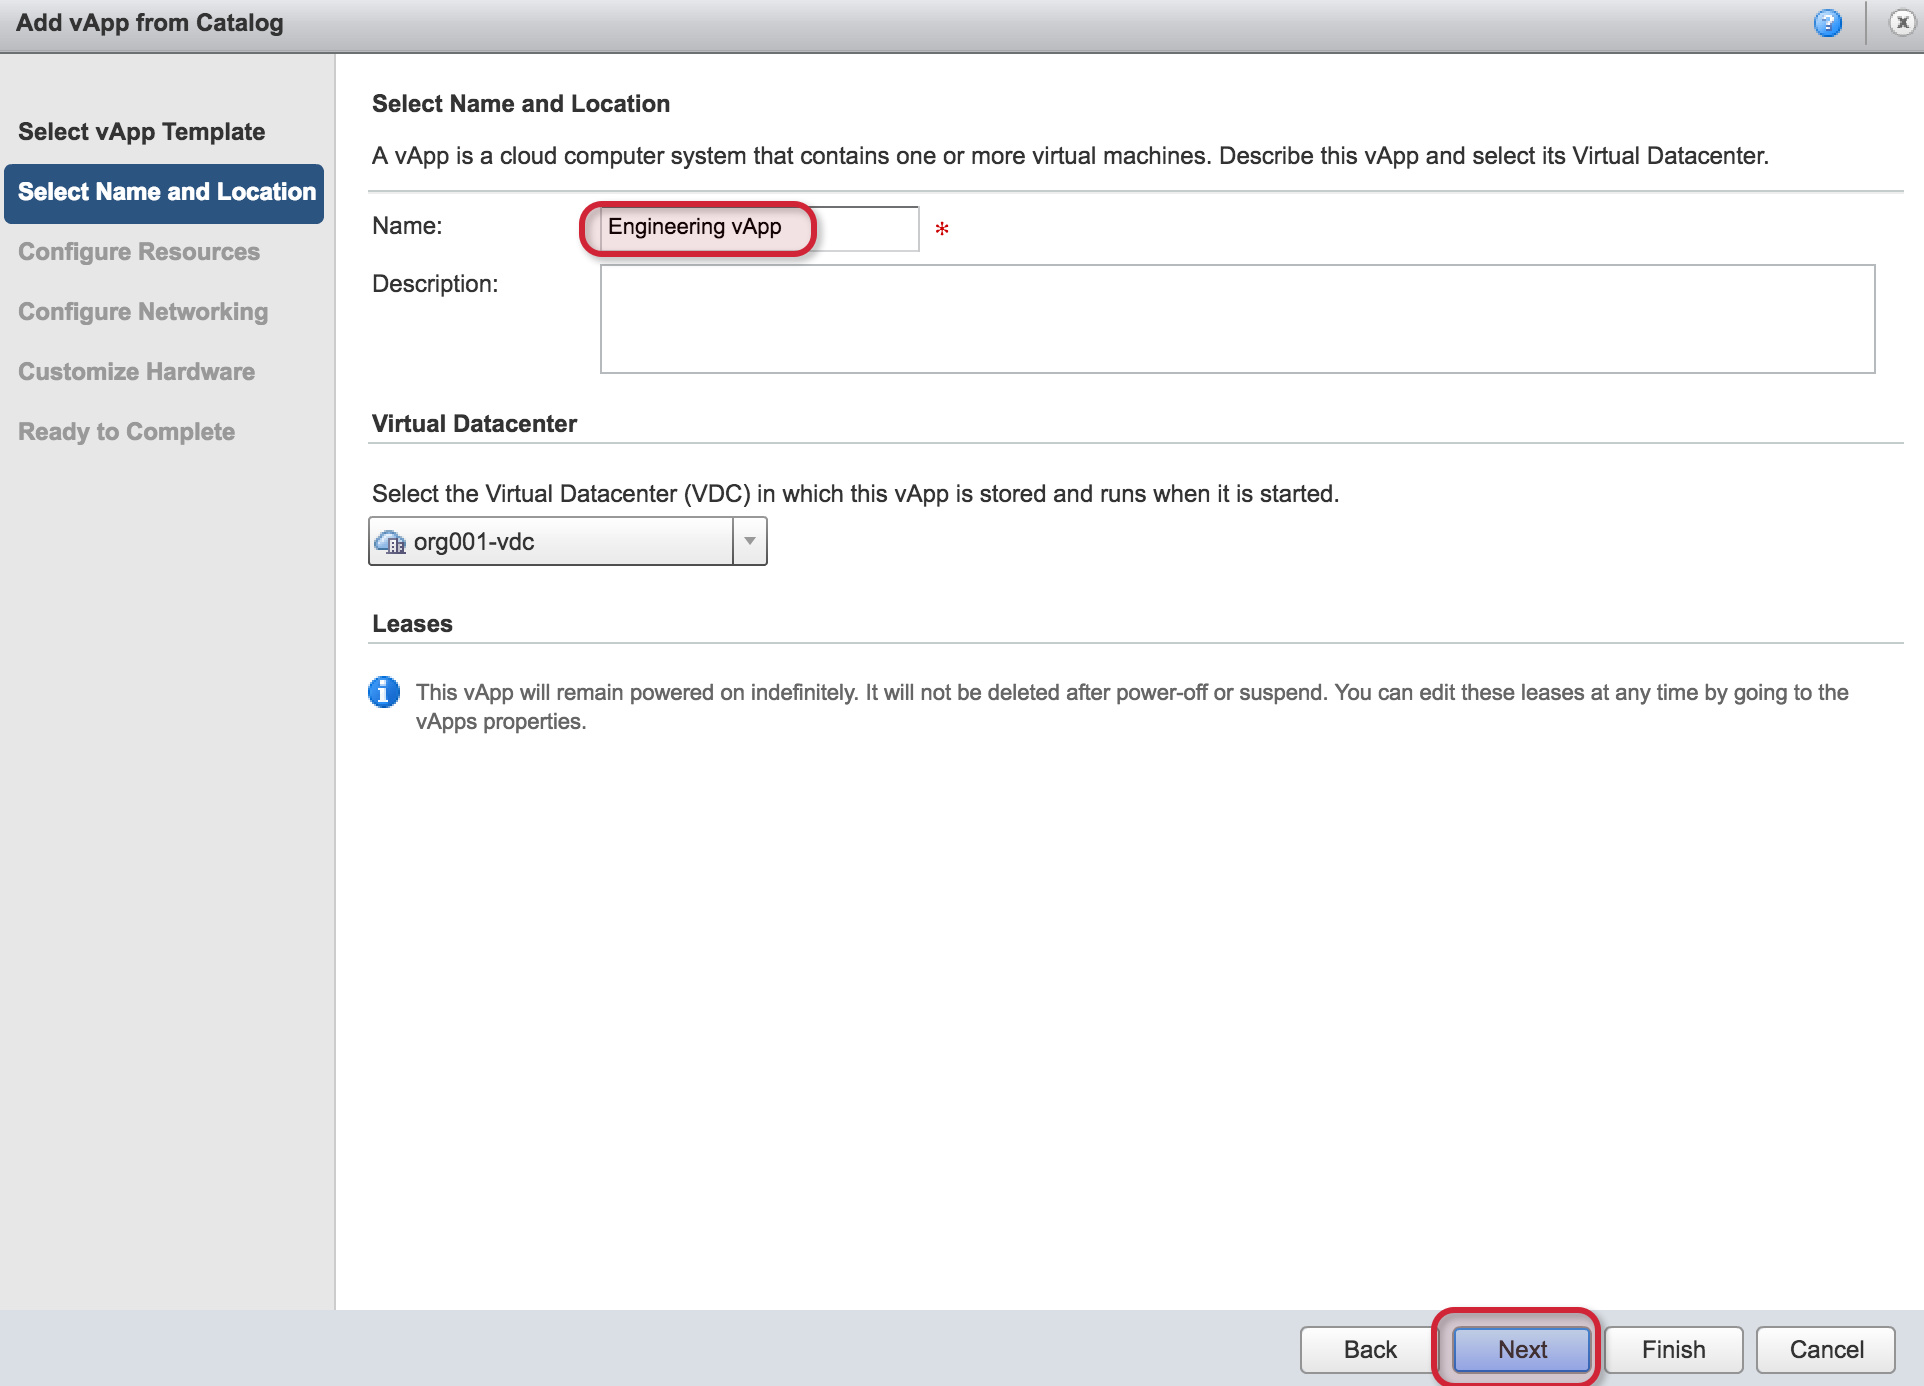 Add vApp from Catalog
Select vApp Template
Select Name and Location
Configure Resources
Configure Networking
Customize Hardware
Ready to Complete
Select Name and Location
A vApp is a cloud computer system that contains one or more virtual machines. Describe this vApp and select its Virtual Datacenter.
Name: Engineering vApp *
Description:
Virtual Datacenter
Select the Virtual Datacenter (VDC) in which this vApp is stored and runs when it is started.
org001-vdc
Leases
This vApp will remain powered on indefinitely. It will not be deleted after power-off or suspend. You can edit these leases at any time by going to the
vApps properties.
Back Next Finish Cancel